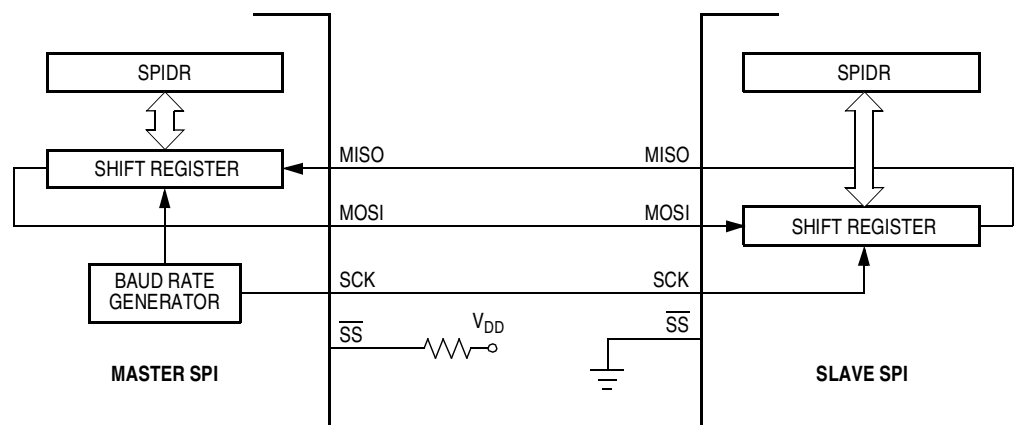 SPIDR
SPIDR
SHIFT REGISTER
MISO
MISO
MOSI
MOSI
SHIFT REGISTER
BAUD RATE
GENERATOR
SCK
SCK
SS
VDD
SS
MASTER SPI
SLAVE SPI